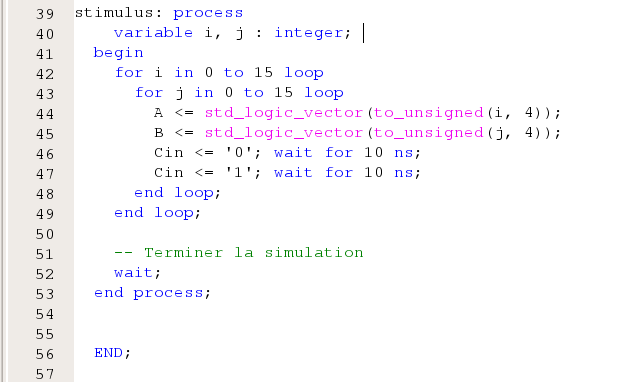 39 stimulus: process
40 variable i, j : integer;
41 begin
42 for i in 0 to 15 loop
43 for j in 0 to 15 loop
44 A <= std_logic_vector(to_unsigned(i, 4));
45 B <= std_logic_vector(to_unsigned(j, 4));
46 Cin <= '0'; wait for 10 ns;
47 Cin <= '1'; wait for 10 ns;
48 end loop;
49 end loop;
50
51 -- Terminer la simulation
52 wait;
53 end process;
54
55
56 END;
57